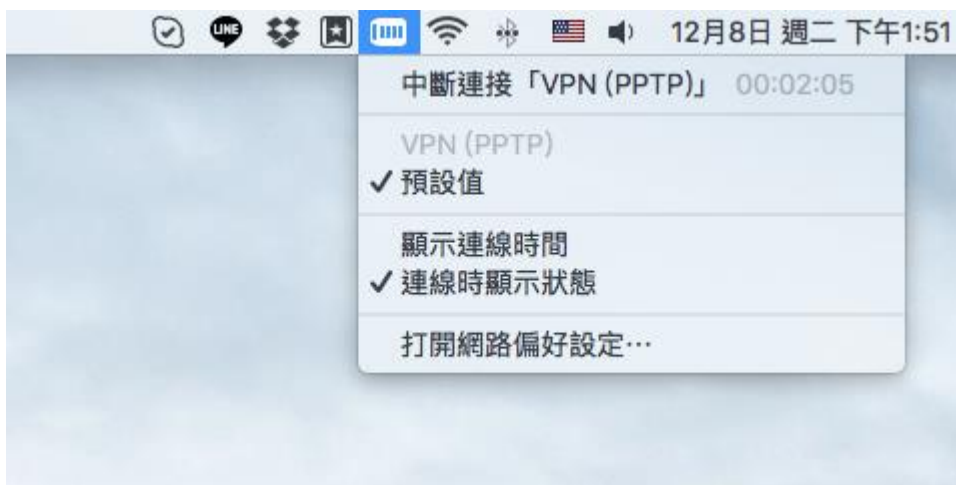 LINE
12月8日 週二 下午1:51
中斷連接「VPN (PPTP)」 00:02:05
VPN (PPTP)
✓預設值
顯示連線時間
✓連線時顯示狀態
打開網路偏好設定⋯